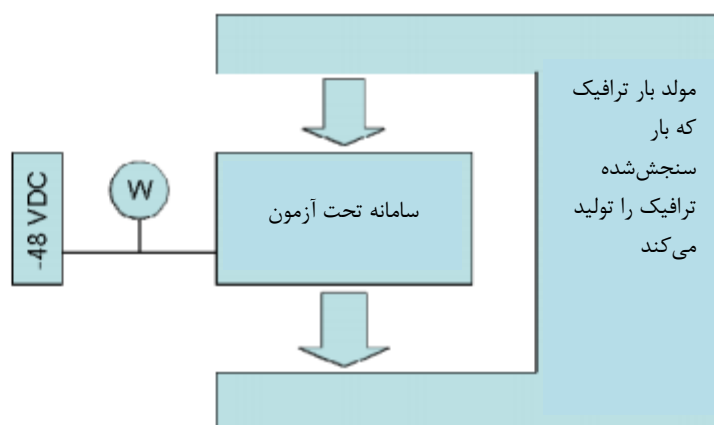 مولد بار ترافیک
که بار
سنجش‌شده
ترافیک را تولید
می‌کند
سامانه تحت آزمون
W
-48 VDC